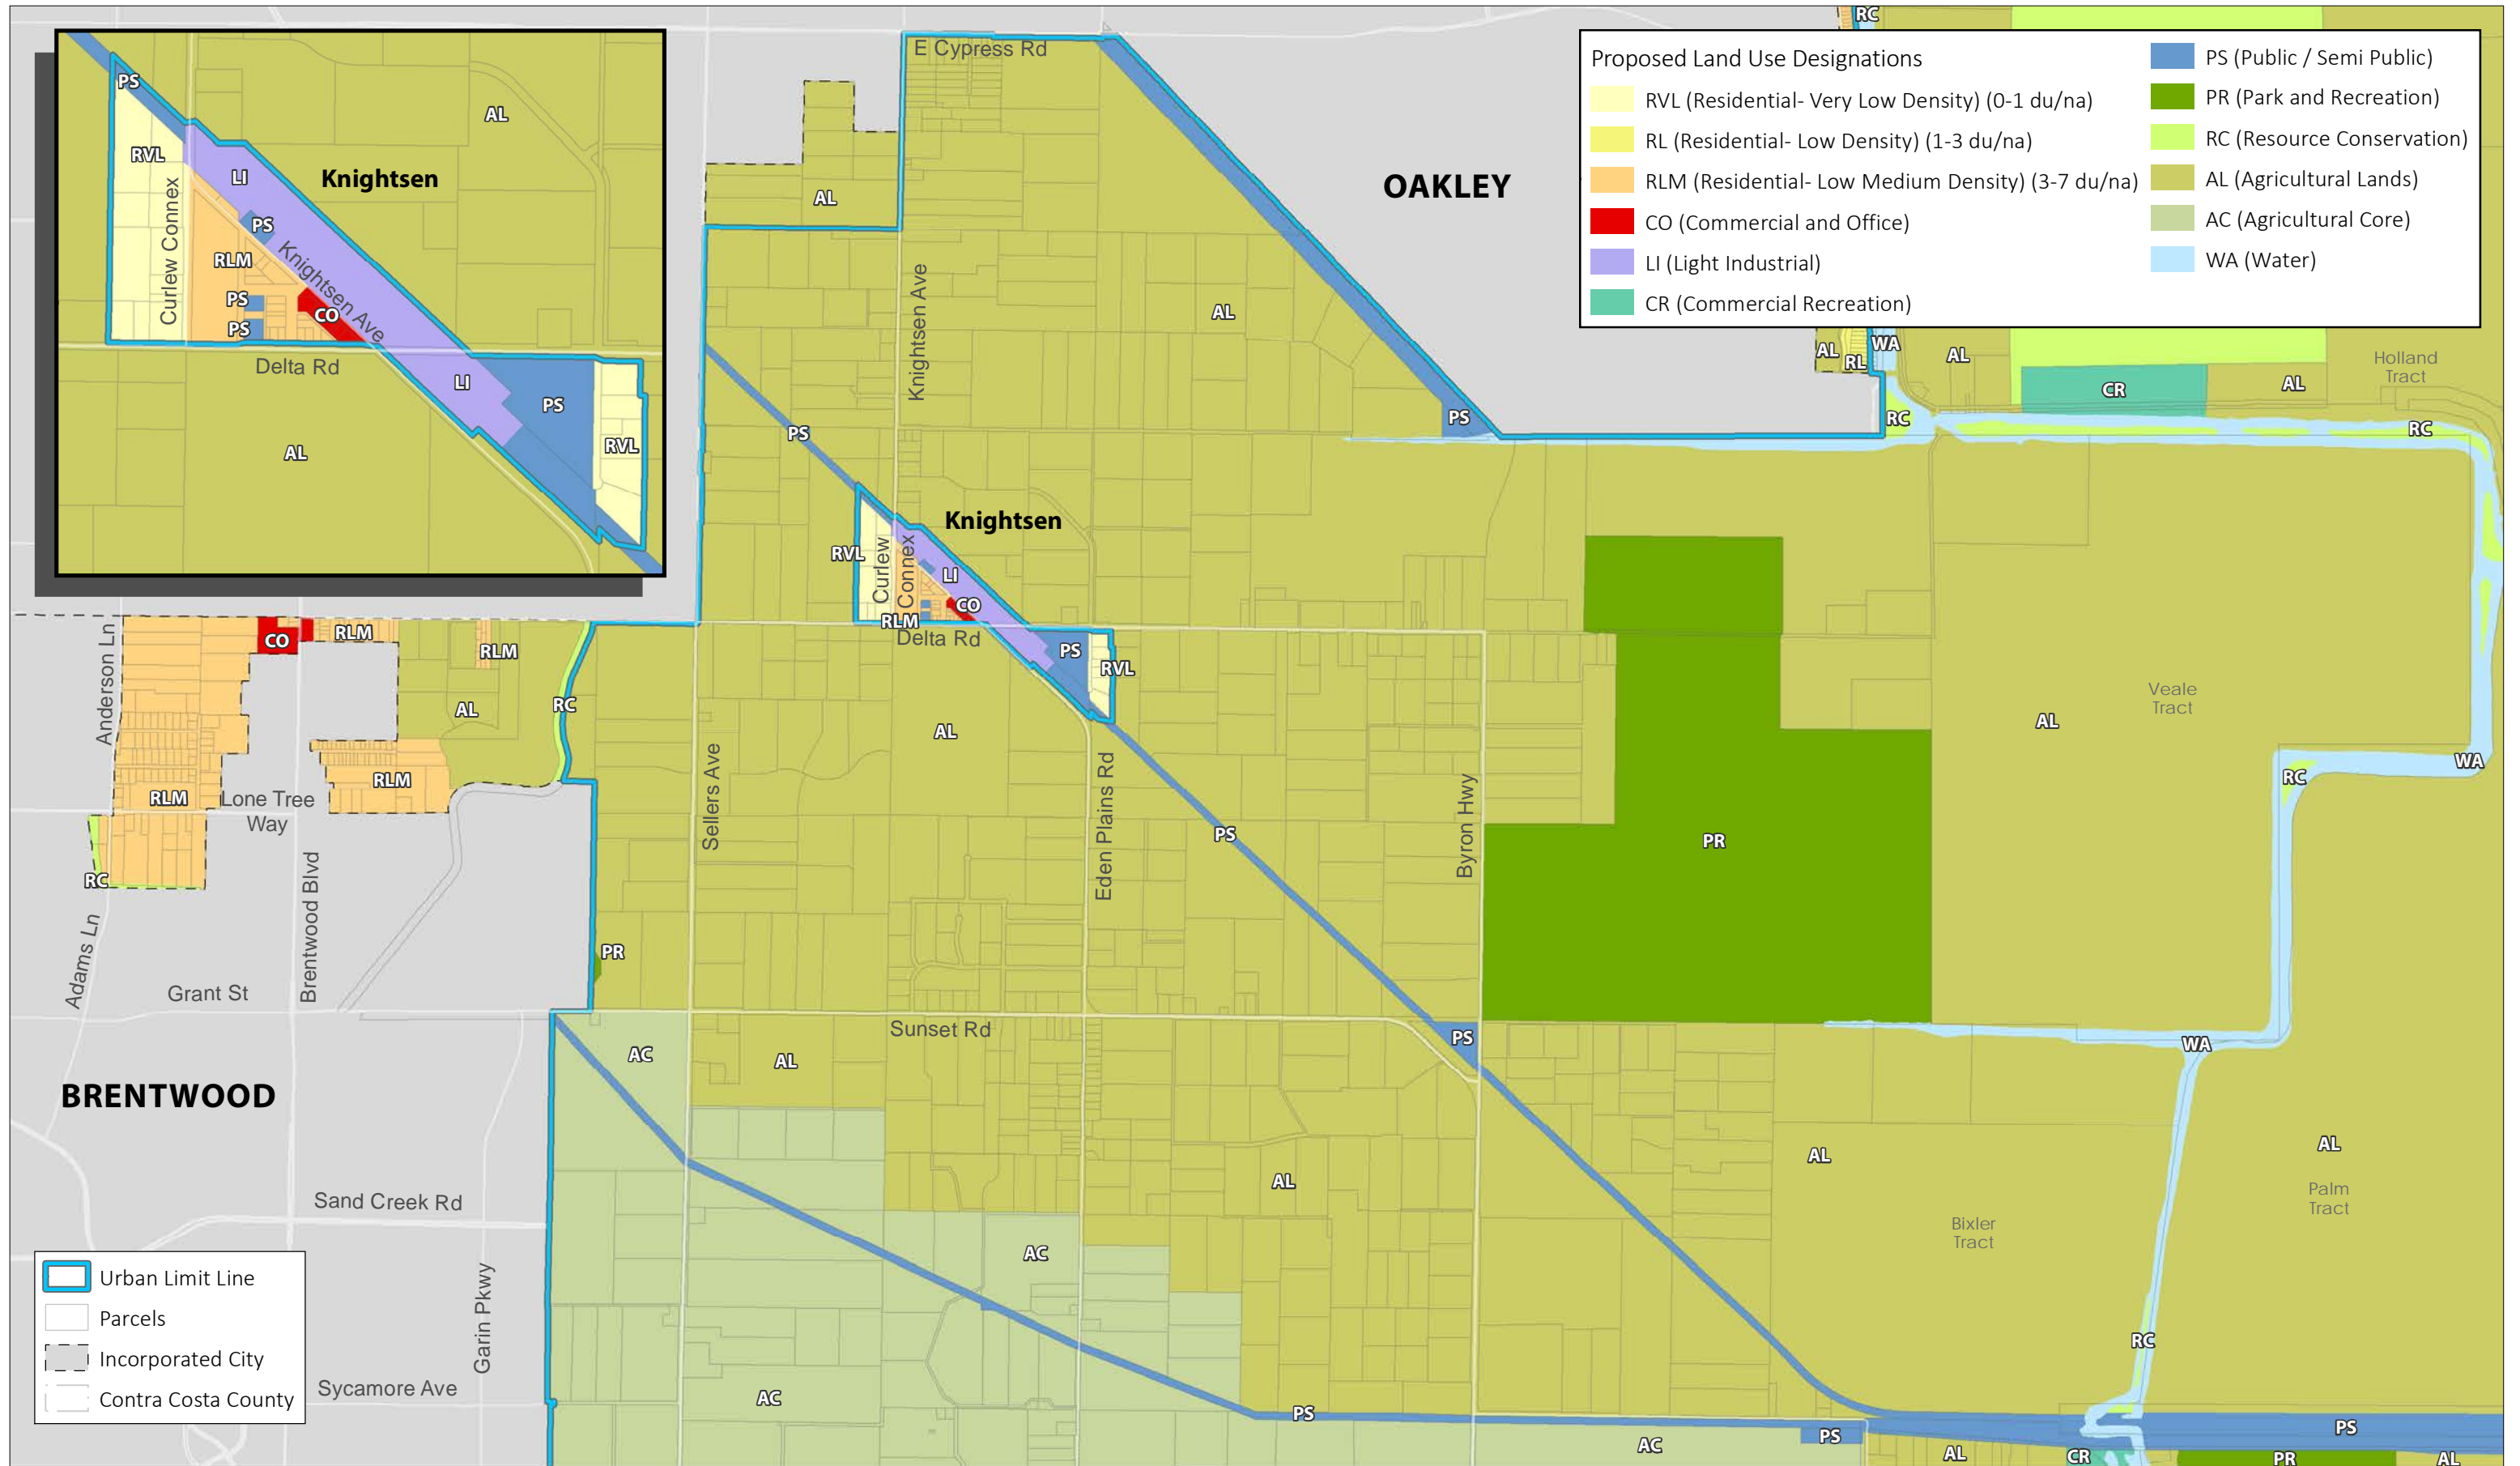 PS
AL
RVL
LI
Knightsen
Curlew Connex
PS
Knightsen Ave
RLM
PS
CO
PS
Delta Rd
LI
PS
AL
RVL
E Cypress Rd
AL
OAKLEY
Knightsen Ave
AL
PS
PS
RC
Proposed Land Use Designations
RVL (Residential- Very Low Density) (0-1 du/na)
RL (Residential- Low Density) (1-3 du/na)
RLM (Residential- Low Medium Density) (3-7 du/na)
CO (Commercial and Office)
LI (Light Industrial)
CR (Commercial Recreation)
PS (Public / Semi Public)
PR (Park and Recreation)
RC (Resource Conservation)
AL (Agricultural Lands)
AC (Agricultural Core)
WA (Water)
AL
RL
WA
AL
CR
AL
Holland
Tract
RC
RC
Knightsen
RVL
Curlew
Connex
LI
CO
RLM
Delta Rd
PS
RVL
Anderson Ln
CO
RLM
RLM
RC
AL
RLM
RLM
Lone Tree
Way
RC
Adams Ln
Brentwood Blvd
Grant St
Sellers Ave
AL
Eden Plains Rd
PS
Byron Hwy
PR
AL
Veale
Tract
WA
RC
PR
Sunset Rd
PS
WA
AC
AL
BRENTWOOD
AL
AL
AL
Palm
Tract
Bixler
Tract
Sand Creek Rd
AC
Garin Pkwy
RC
Sycamore Ave
AC
PS
AC
PS
PS
AL
CR
PR
AL
Urban Limit Line
Parcels
Incorporated City
Contra Costa County